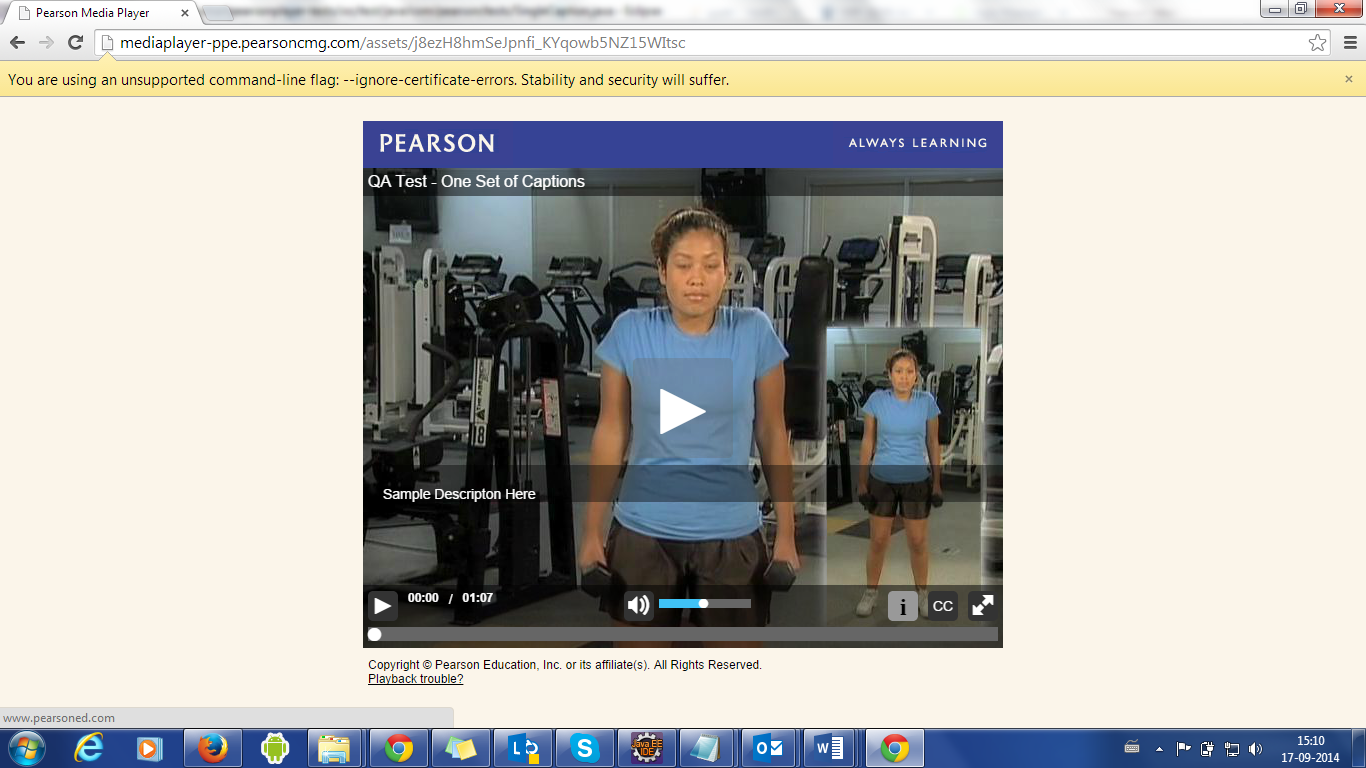 Pearson Media Player
mediaplayer-ppe.pearsoncmg.com/assets/j8ezH8hmSeJpnfi_KYqowb5NZ15WItsc
You are using an unsupported command-line flag: --ignore-certificate-errors. Stability and security will suffer.
PEARSON
ALWAYS LEARNING
QA Test - One Set of Captions
18
Sample Descripton Here
00:00 / 01:07
i
CC
Copyright © Pearson Education, Inc. or its affiliate(s). All Rights Reserved.
Playback trouble?
www.pearsoned.com
Java EE
IDE
15:10
17-09-2014